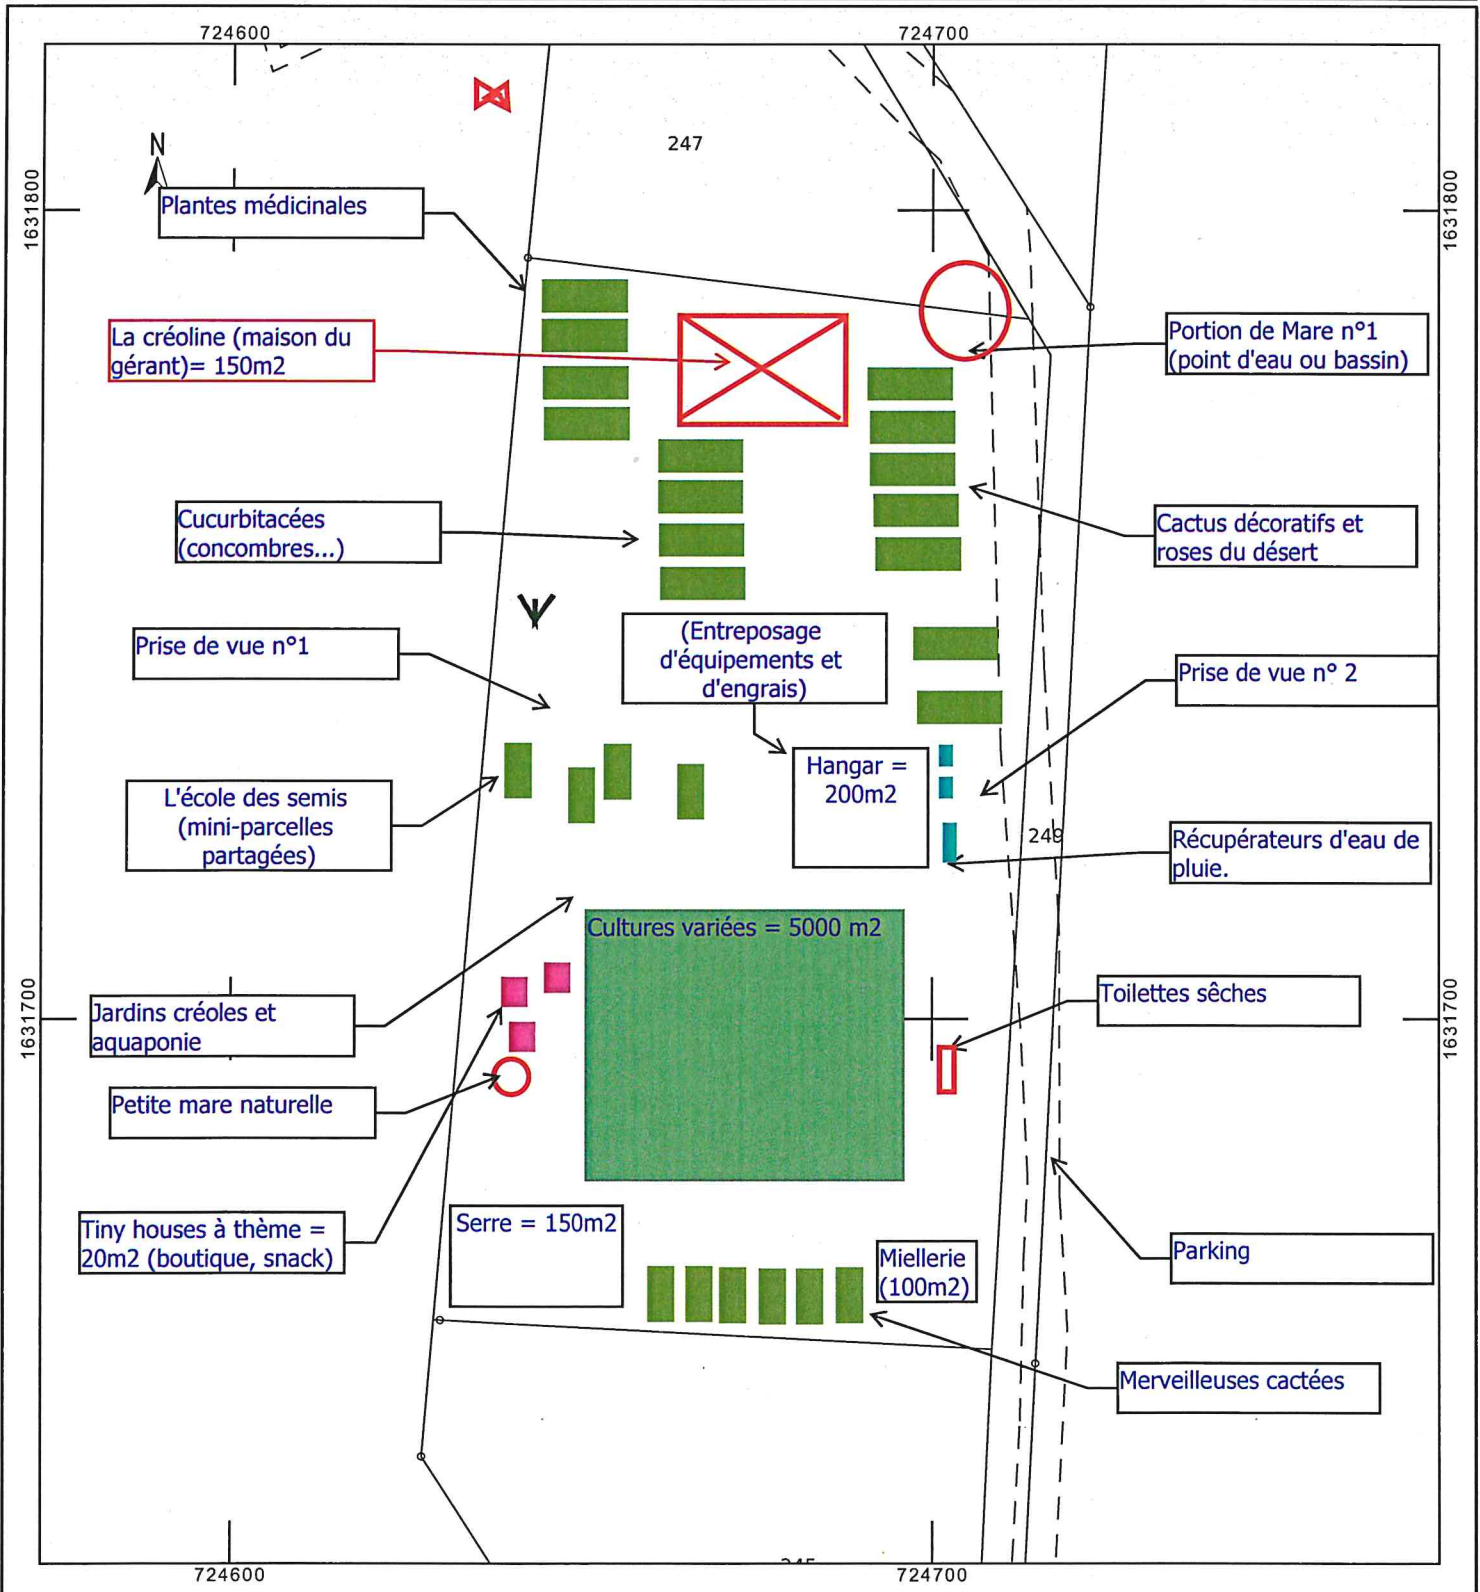 724600
724700
247
N
1631800
1631800
Plantes médicinales
La créoline (maison du
gérant)= 150m2
Portion de Mare n°1
(point d'eau ou bassin)
Cucurbitacées
(concombres...)
Cactus décoratifs et
roses du désert
Prise de vue n°1
(Entreposage
d'équipements et
d'engrais)
Prise de vue n° 2
Hangar =
200m2
L'école des semis
(mini-parcelles
partagées)
249
Récupérateurs d'eau de
pluie.
Cultures variées = 5000 m2
Jardins créoles et
aquaponie
Toilettes sêches
1631700
1631700
Petite mare naturelle
Tiny houses à thème =
20m2 (boutique, snack)
Serre = 150m2
Miellerie
(100m2)
Parking
Merveilleuses cactées
724600
724700